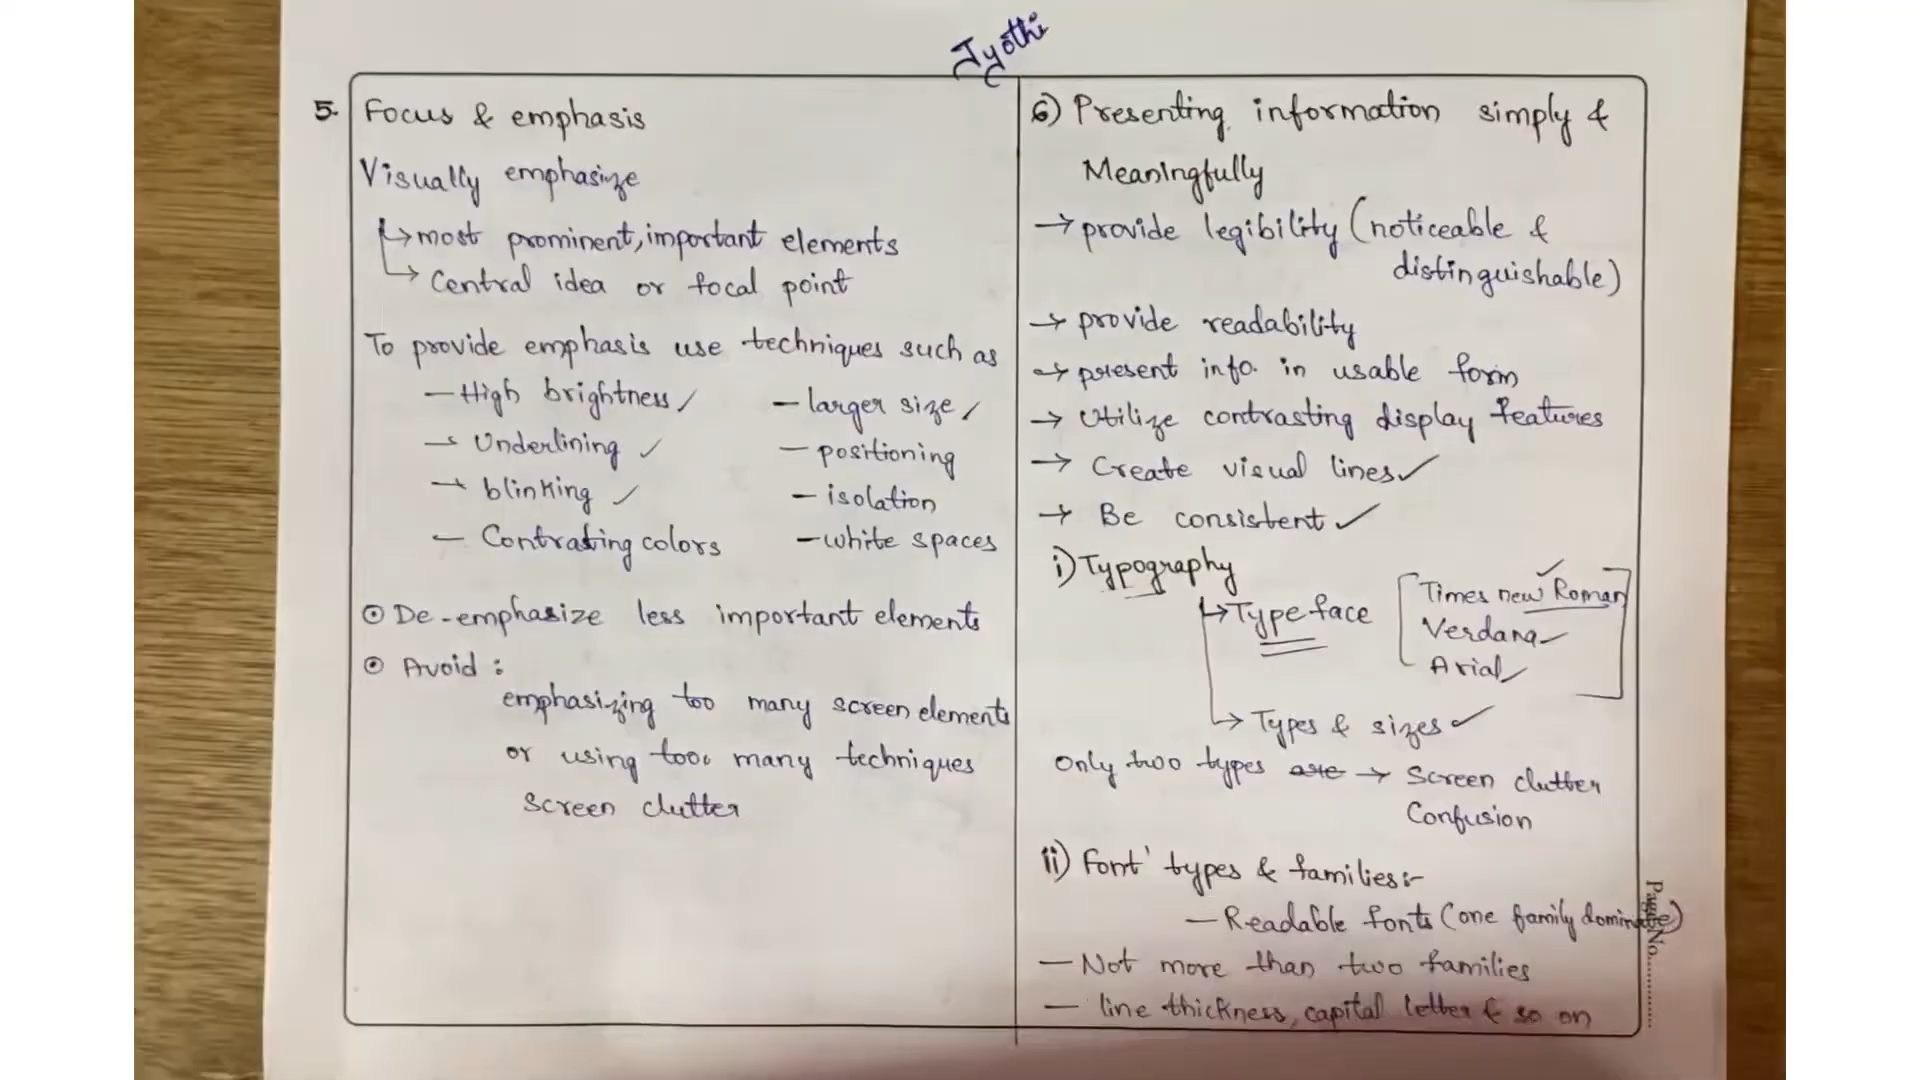 Jyothi
5. Focus & emphasis
Visually emphasize
↳ most prominent, important elements
↳ Central idea or focal point
To provide emphasis use techniques such as
- High brightness ✓
- Underlining ✓
- blinking ✓
- Contrasting colors
- larger size ✓
- positioning
- isolation
- white spaces
⊙ De-emphasize less important elements
⊙ Avoid :
emphasizing too many screen elements
or using too many techniques
screen clutter
6) Presenting information simply &
Meaningfully
→ provide legibility (noticeable &
distinguishable)
→ provide readability
→ present info. in usable form
→ Utilize contrasting display features
→ Create visual lines ✓
→ Be consistent ✓
i) Typography
↳ Type face
Times new Roman ✓
Verdana ✓
Arial ✓
↳ Types & sizes ✓
Only two types are → Screen clutter
Confusion
ii) Font' types & families :-
- Readable fonts (one family dominate)
- Not more than two families
- line thickness, capital letter & so on
Page No.............